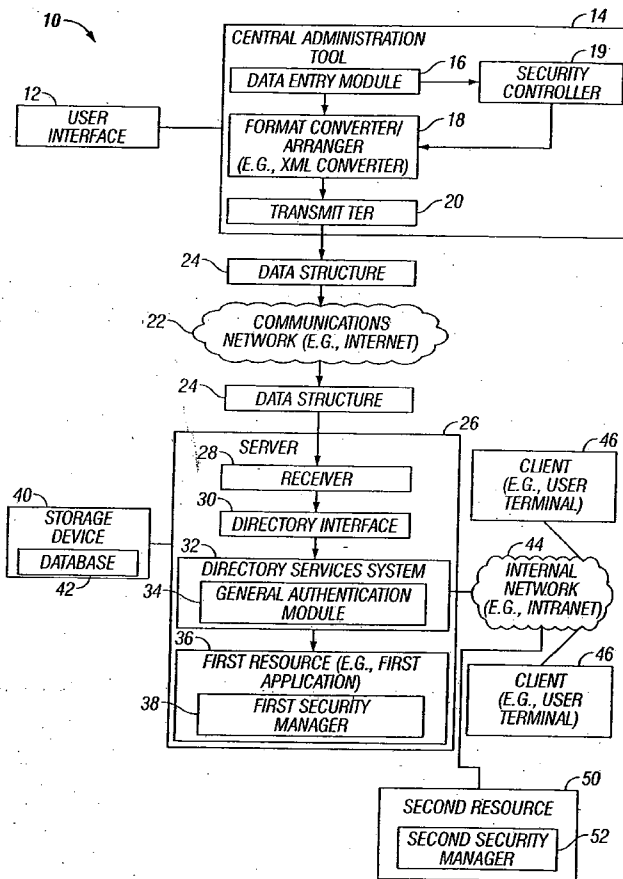 10
14
CENTRAL ADMINISTRATION
TOOL
16
19
DATA ENTRY MODULE
SECURITY
CONTROLLER
12
USER
INTERFACE
18
FORMAT CONVERTER/
ARRANGER
(E.G., XML CONVERTER)
20
TRANSMIT TER
24
DATA STRUCTURE
22
COMMUNICATIONS
NETWORK (E.G., INTERNET)
24
DATA STRUCTURE
26
SERVER
28
RECEIVER
46
CLIENT
(E.G., USER
TERMINAL)
40
STORAGE
DEVICE
DATABASE
42
30
DIRECTORY INTERFACE
32
DIRECTORY SERVICES SYSTEM
34
GENERAL AUTHENTICATION
MODULE
44
INTERNAL
NETWORK
(E.G., INTRANET)
36
FIRST RESOURCE (E.G., FIRST
APPLICATION)
38
FIRST SECURITY
MANAGER
46
CLIENT
(E.G., USER
TERMINAL)
50
SECOND RESOURCE
SECOND SECURITY
MANAGER
52